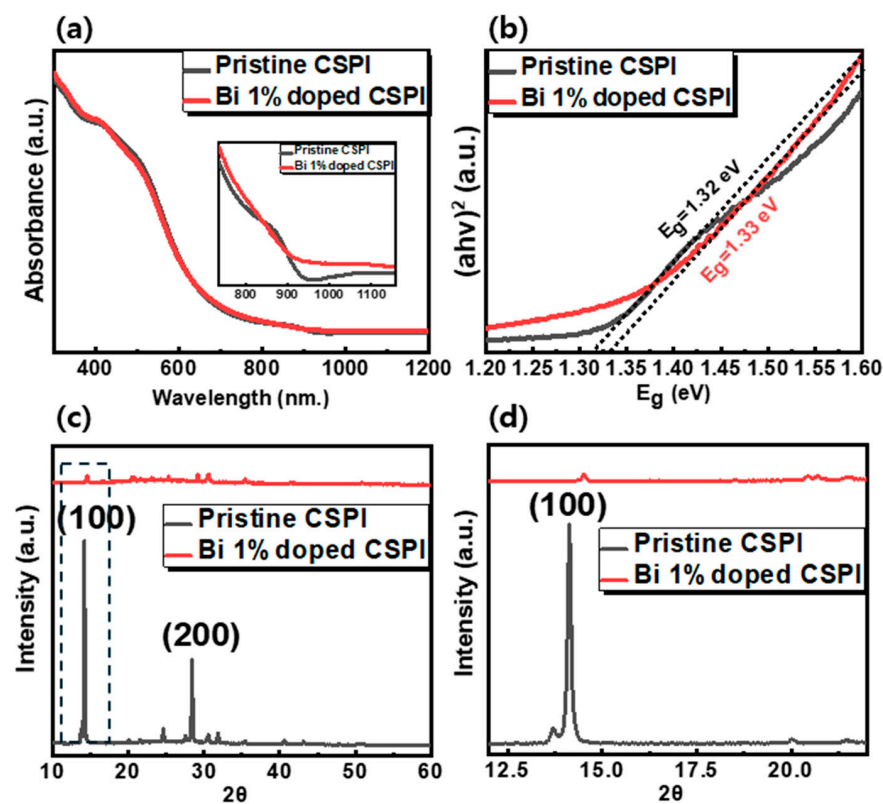 (a)
Pristine CSPI
Bi 1% doped CSPI
Pristine CSPI
Bi 1% doped CSPI
800 900 1000 1100
Absorbance (a.u.)
400 600 800 1000 1200
Wavelength (nm.)
(b)
Pristine CSPI
Bi 1% doped CSPI
Eg=1.32 eV
Eg=1.33 eV
(ahv)²(a.u.)
1.20 1.25 1.30 1.35 1.40 1.45 1.50 1.55 1.60
Eg (eV)
(c)
(100)
Pristine CSPI
Bi 1% doped CSPI
(200)
Intensity (a.u.)
10 20 30 40 50 60
2θ
(d)
(100)
Pristine CSPI
Bi 1% doped CSPI
Intensity (a.u.)
12.5 15.0 17.5 20.0
2θ